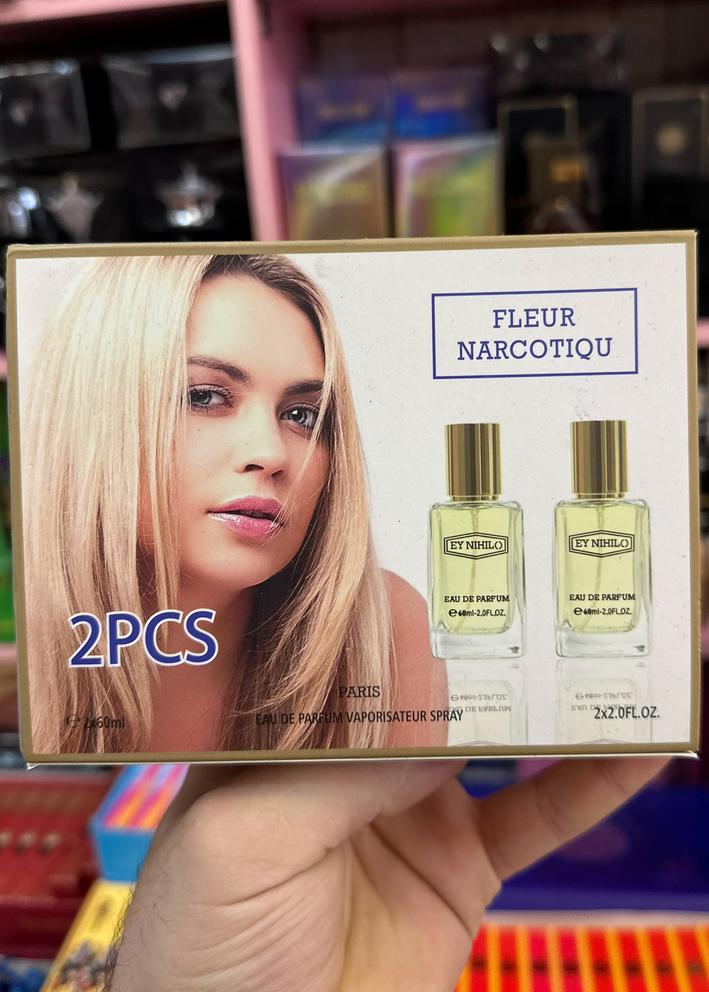 FLEUR
NARCOTIQU
EY NIHILO
EAU DE PARFUM
e 60ml-2.0FL.OZ.
EY NIHILO
EAU DE PARFUM
e 60ml-2.0FL.OZ.
2PCS
PARIS
e 2x60ml
EAU DE PARFUM VAPORISATEUR SPRAY
2x2.0FL.OZ.